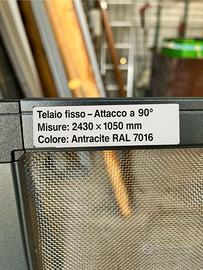 Telaio fisso – Attacco a 90°
Misure: 2430 × 1050 mm
Colore: Antracite RAL 7016